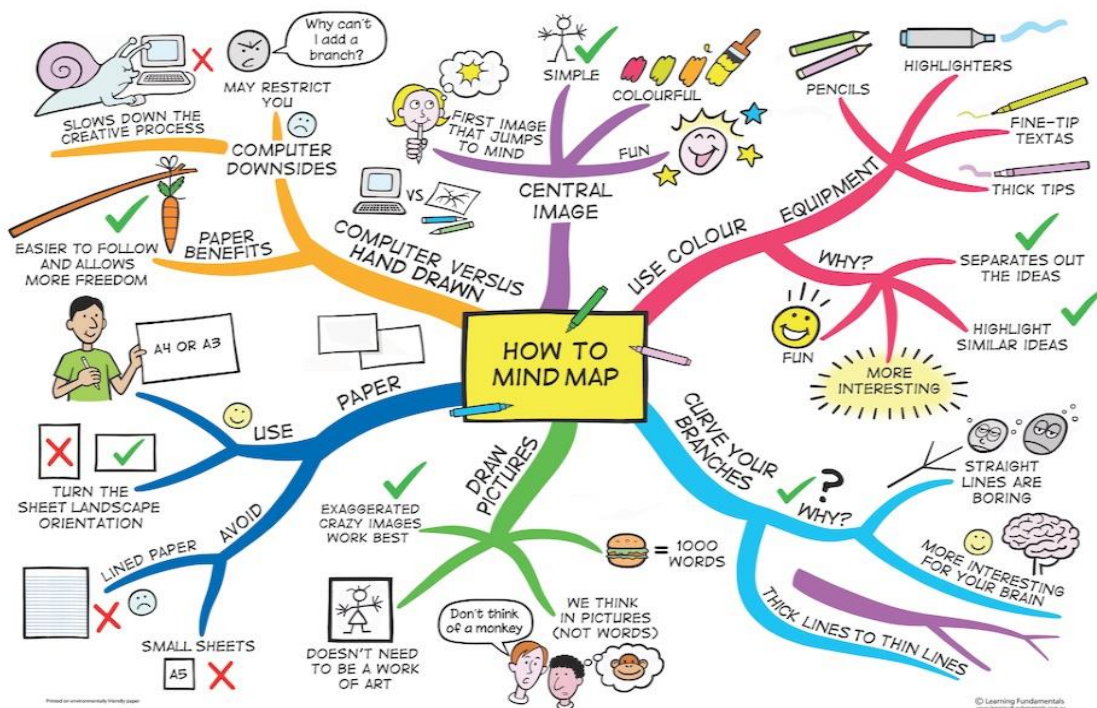 HOW TO
MIND MAP
CENTRAL
IMAGE
FIRST IMAGE
THAT JUMPS
TO MIND
SIMPLE
COLOURFUL
FUN
USE COLOUR
EQUIPMENT
PENCILS
HIGHLIGHTERS
FINE-TIP
TEXTAS
THICK TIPS
WHY?
SEPARATES OUT
THE IDEAS
HIGHLIGHT
SIMILAR IDEAS
MORE
INTERESTING
FUN
CURVE YOUR
BRANCHES
?
WHY?
STRAIGHT
LINES ARE
BORING
MORE INTERESTING
FOR YOUR BRAIN
THICK LINES TO THIN LINES
DRAW
PICTURES
= 1000
WORDS
WE THINK
IN PICTURES
(NOT WORDS)
Don't think
of a monkey
DOESN'T NEED
TO BE A WORK
OF ART
EXAGGERATED
CRAZY IMAGES
WORK BEST
PAPER
USE
A4 OR A3
TURN THE
SHEET LANDSCAPE
ORIENTATION
AVOID
LINED PAPER
SMALL SHEETS
A5
COMPUTER VERSUS
HAND DRAWN
VS
COMPUTER
DOWNSIDES
MAY RESTRICT
YOU
Why can't
I add a
branch?
SLOWS DOWN THE
CREATIVE PROCESS
PAPER
BENEFITS
EASIER TO FOLLOW
AND ALLOWS
MORE FREEDOM
Printed on environmentally friendly paper
© Learning Fundamentals